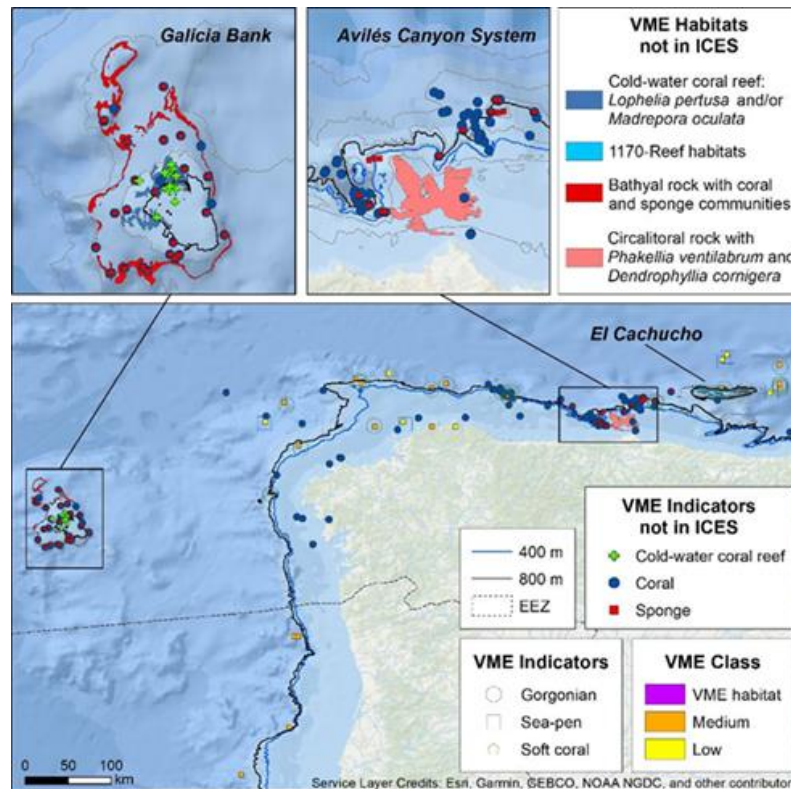 Galicia Bank
Avilés Canyon System
VME Habitats
not in ICES
Cold-water coral reef:
Lophelia pertusa and/or
Madrepora oculata
1170-Reef habitats
Bathyal rock with coral
and sponge communities
Circalitoral rock with
Phakellia ventilabrum and
Dendrophyllia cornigera
El Cachucho
VME Indicators
not in ICES
Cold-water coral reef
Coral
Sponge
400 m
800 m
EEZ
VME Indicators
Gorgonian
Sea-pen
Soft coral
VME Class
VME habitat
Medium
Low
0 50 100
km
Service Layer Credits: Esri, Garmin, GEBCO, NOAA NGDC, and other contributor